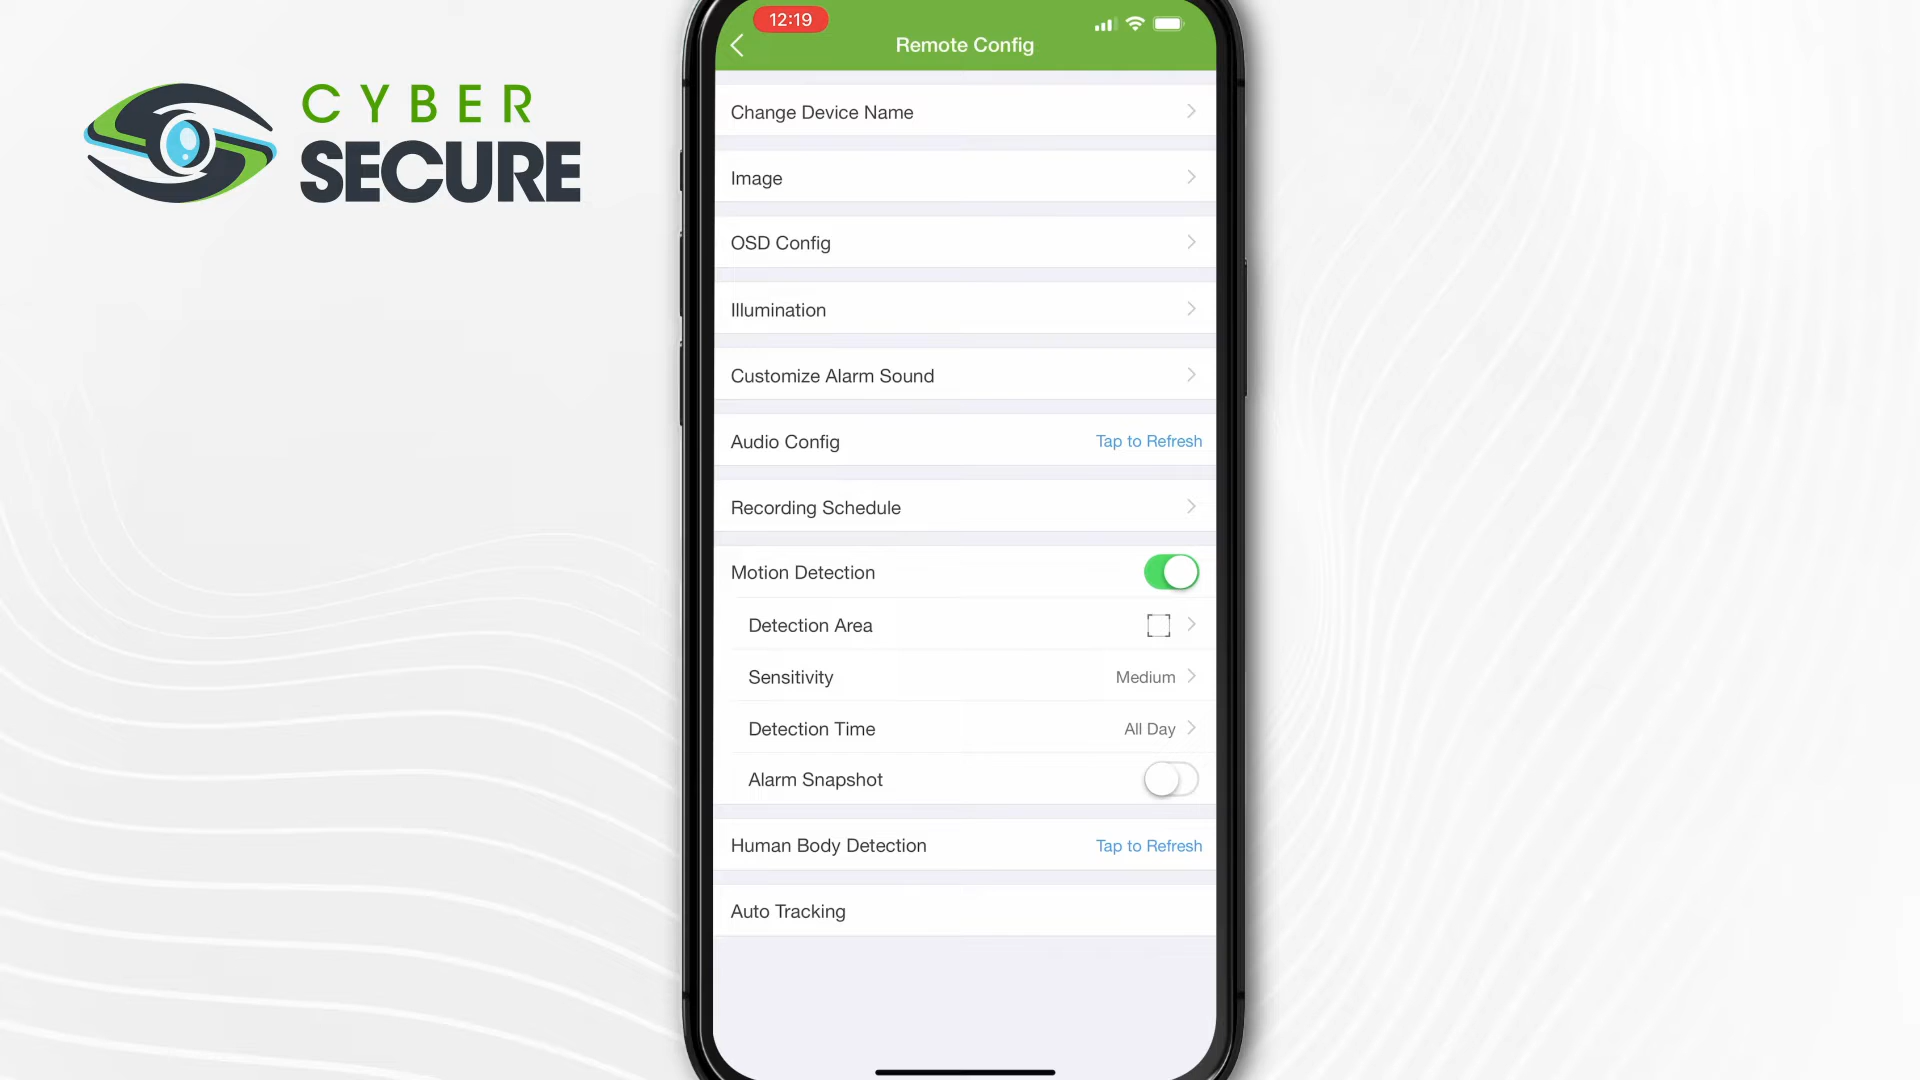 CYBER
SECURE
12:19
Remote Config
Change Device Name
Image
OSD Config
Illumination
Customize Alarm Sound
Audio Config Tap to Refresh
Recording Schedule
Motion Detection
Detection Area
Sensitivity Medium
Detection Time All Day
Alarm Snapshot
Human Body Detection Tap to Refresh
Auto Tracking